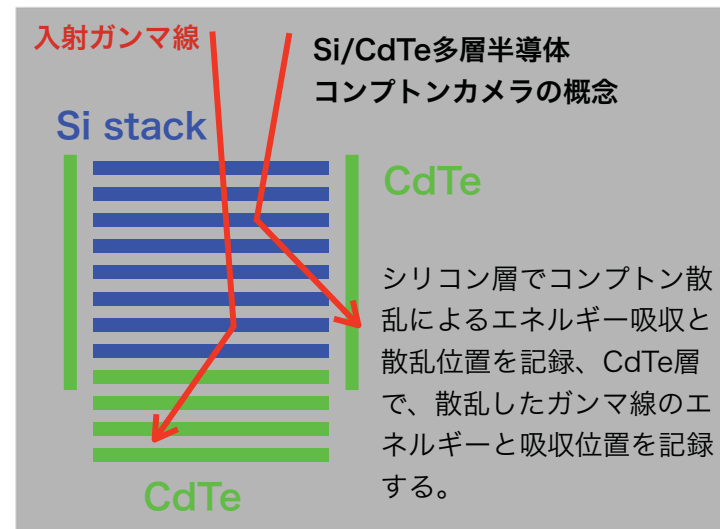 入射ガンマ線
Si/CdTe多層半導体
コンプトンカメラの概念
Si stack
CdTe
シリコン層でコンプトン散
乱によるエネルギー吸収と
散乱位置を記録、CdTe層
で、散乱したガンマ線のエ
ネルギーと吸収位置を記録
する。
CdTe